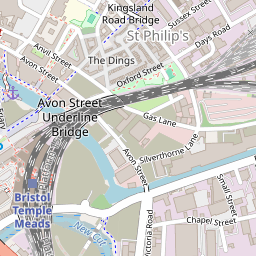 Kingsland
Road Bridge
Sussex Street
St Philip's
Days Road
Anvil Street
Avon Street
The Dings
Oxford Street
Avon Street
Underline
Bridge
Gas Lane
Silverthorne Lane
Avon Street
Bristol
Temple
Meads
Small Street
Chapel Street
New Cut
Victoria Road